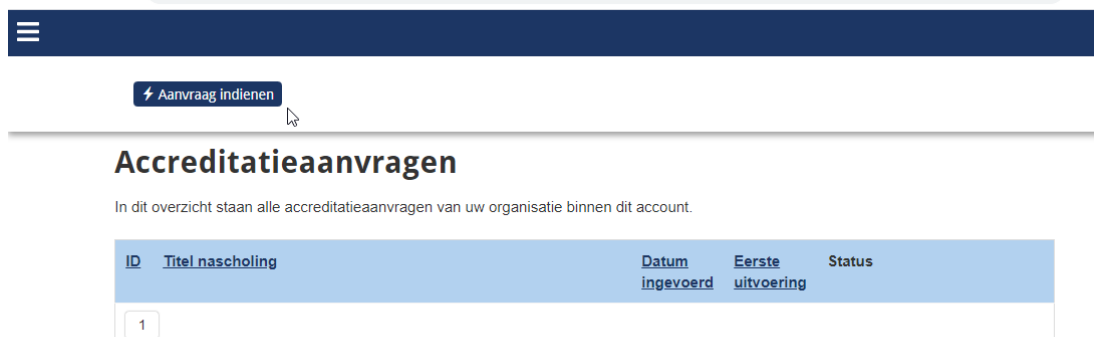 Aanvraag indienen
Accreditatieaanvragen
In dit overzicht staan alle accreditatieaanvragen van uw organisatie binnen dit account.
ID Titel nascholing Datum ingevoerd Eerste uitvoering Status
1